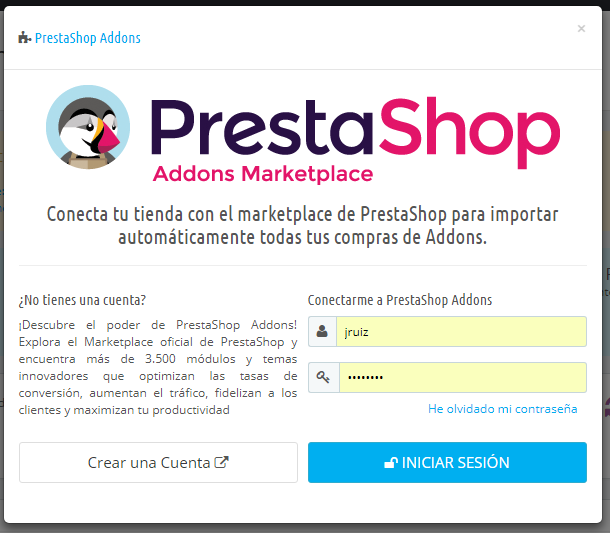 PrestaShop Addons
×
PrestaShop
Addons Marketplace
Conecta tu tienda con el marketplace de PrestaShop para importar
automáticamente todas tus compras de Addons.
¿No tienes una cuenta?
¡Descubre el poder de PrestaShop Addons!
Explora el Marketplace oficial de PrestaShop y
encuentra más de 3.500 módulos y temas
innovadores que optimizan las tasas de
conversión, aumentan el tráfico, fidelizan a los
clientes y maximizan tu productividad
Crear una Cuenta
Conectarme a PrestaShop Addons
jruiz
••••••••
He olvidado mi contraseña
INICIAR SESIÓN